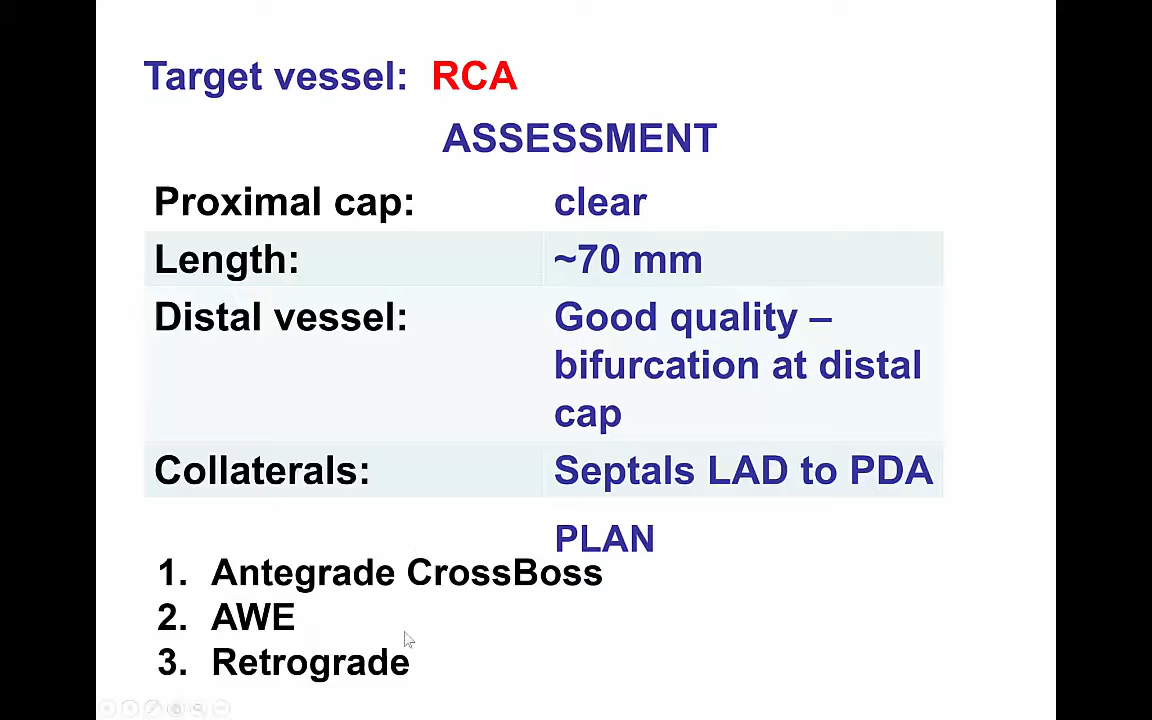 Target vessel: RCA
ASSESSMENT
Proximal cap: clear
Length: ~70 mm
Distal vessel: Good quality –
bifurcation at distal
cap
Collaterals: Septals LAD to PDA
PLAN
1. Antegrade CrossBoss
2. AWE
3. Retrograde